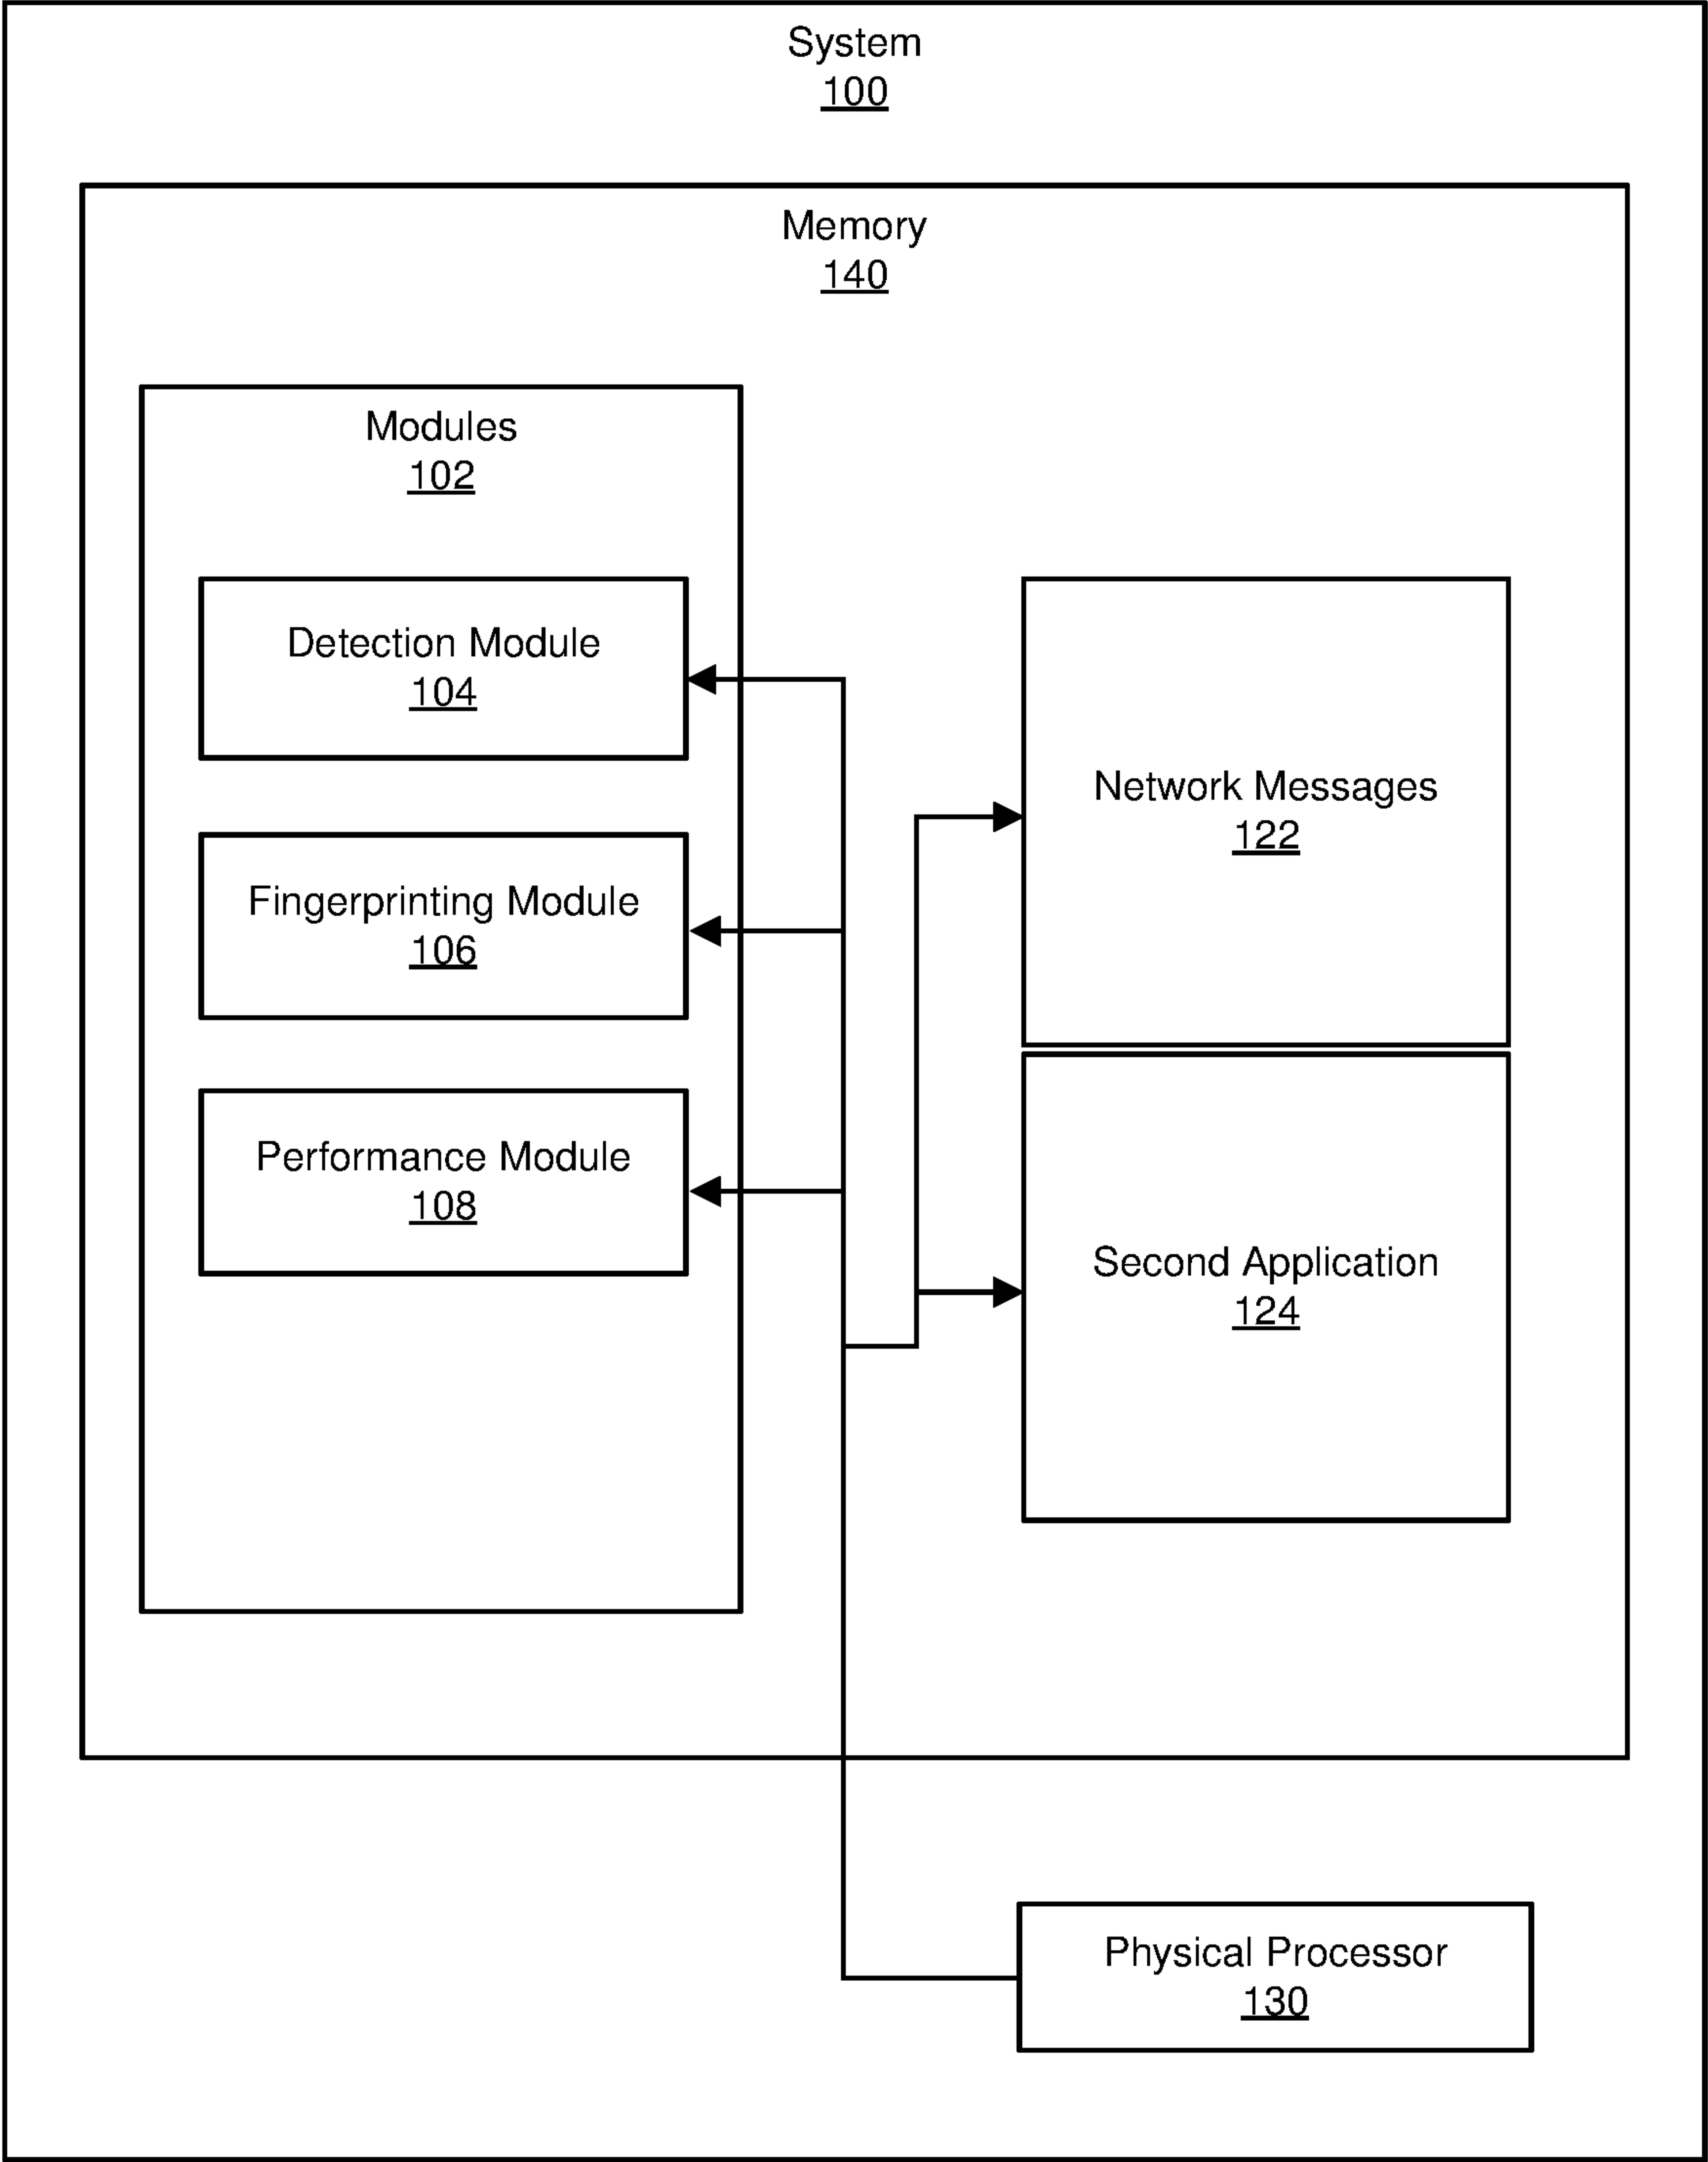 System
100
Memory
140
Modules
102
Detection Module
104
Fingerprinting Module
106
Performance Module
108
Network Messages
122
Second Application
124
Physical Processor
130